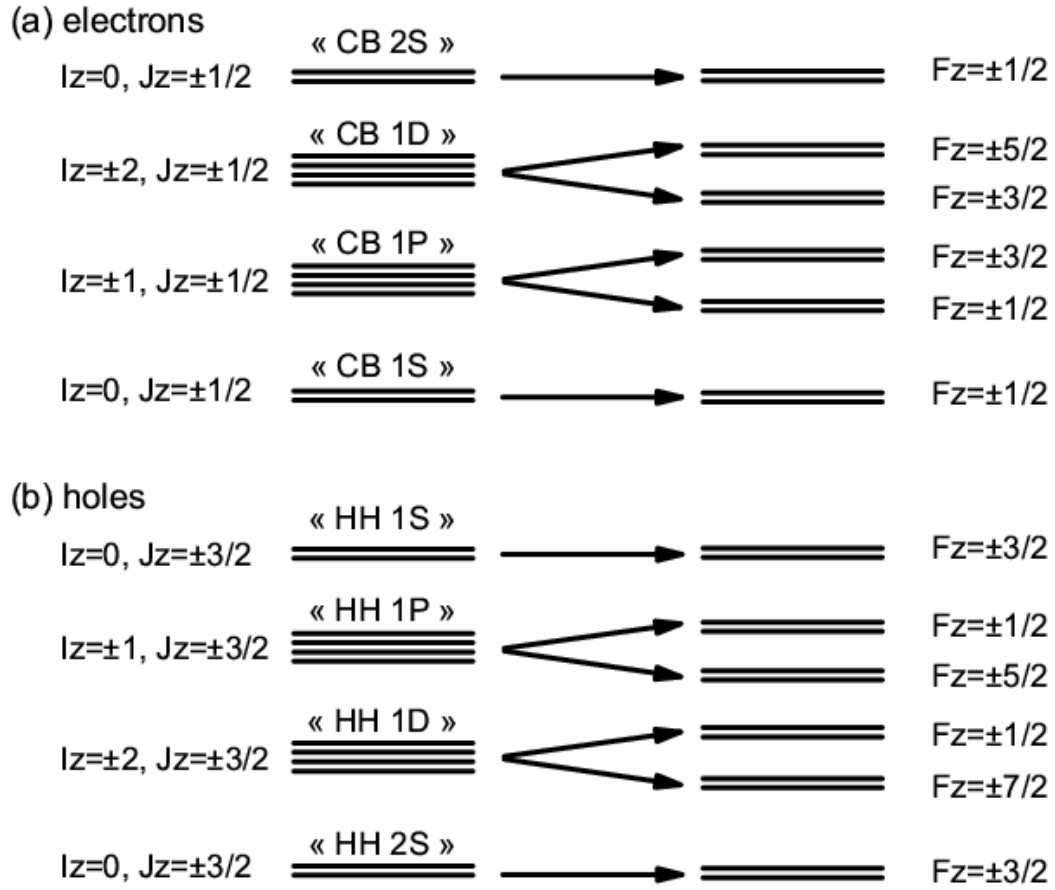 (a) electrons
« CB 2S »
Iz=0, Jz=±1/2
Fz=±1/2
« CB 1D »
Iz=±2, Jz=±1/2
Fz=±5/2
Fz=±3/2
« CB 1P »
Iz=±1, Jz=±1/2
Fz=±3/2
Fz=±1/2
« CB 1S »
Iz=0, Jz=±1/2
Fz=±1/2
(b) holes
« HH 1S »
Iz=0, Jz=±3/2
Fz=±3/2
« HH 1P »
Iz=±1, Jz=±3/2
Fz=±1/2
Fz=±5/2
« HH 1D »
Iz=±2, Jz=±3/2
Fz=±1/2
Fz=±7/2
« HH 2S »
Iz=0, Jz=±3/2
Fz=±3/2